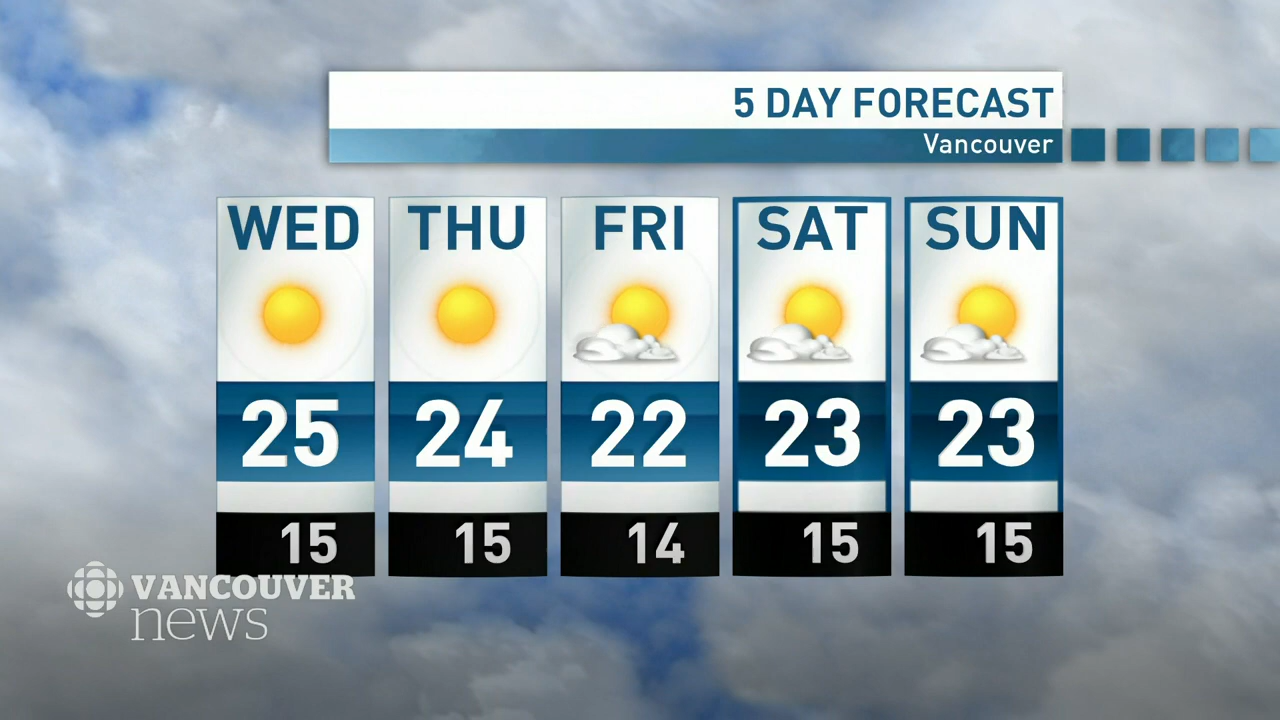 5 DAY FORECAST
Vancouver
WED THU FRI SAT SUN
25 24 22 23 23
15 15 14 15 15
VANCOUVER
news